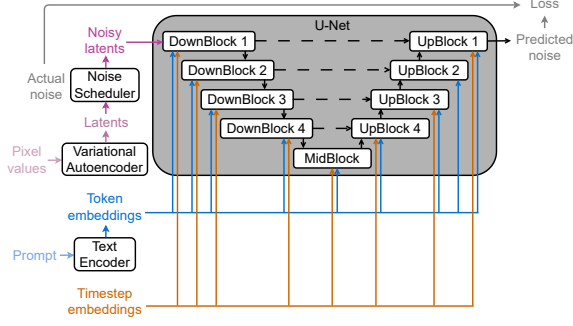 Loss
U-Net
Noisy
latents
DownBlock 1
UpBlock 1
Predicted
noise
Actual
noise
Noise
Scheduler
DownBlock 2
UpBlock 2
DownBlock 3
UpBlock 3
Latents
DownBlock 4
UpBlock 4
Pixel
values
Variational
Autoencoder
MidBlock
Token
embeddings
Prompt
Text
Encoder
Timestep
embeddings